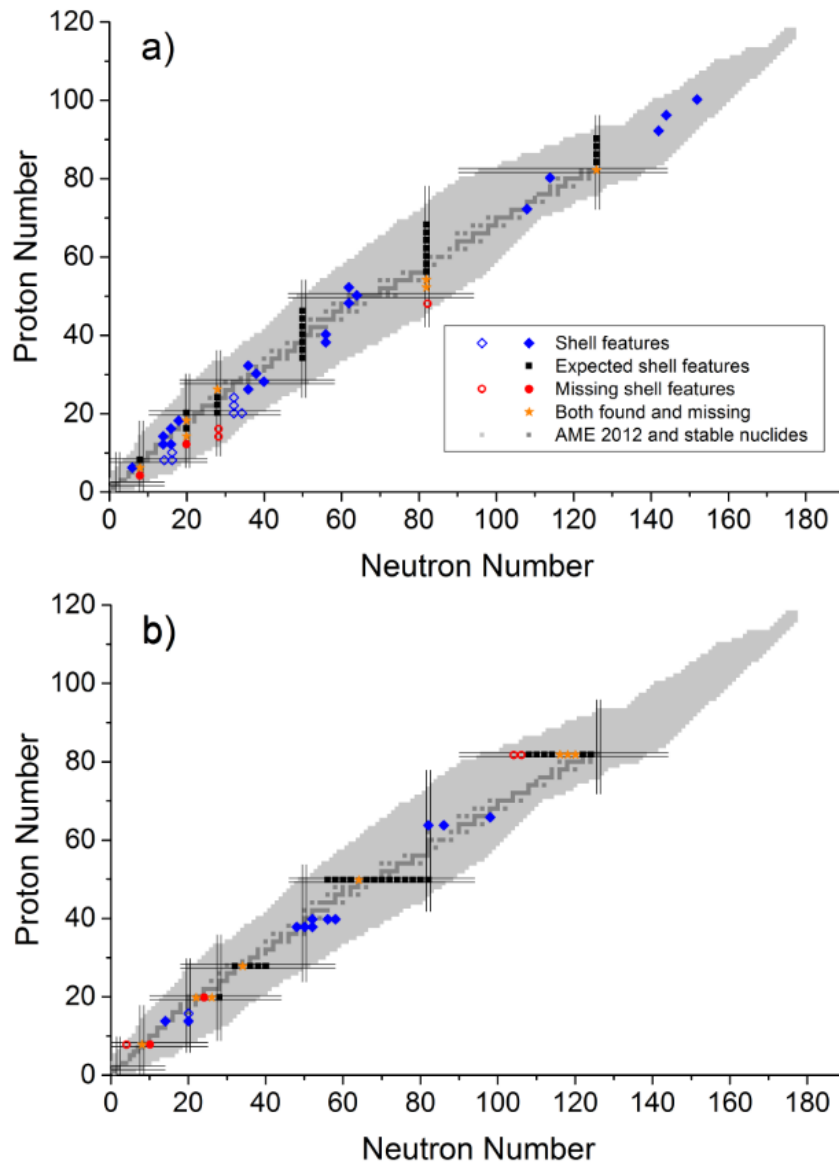 a)
120
100
80
60
40
20
0
Proton Number
Shell features
Expected shell features
Missing shell features
Both found and missing
AME 2012 and stable nuclides
0 20 40 60 80 100 120 140 160 180
Neutron Number
b)
120
100
80
60
40
20
0
Proton Number
0 20 40 60 80 100 120 140 160 180
Neutron Number